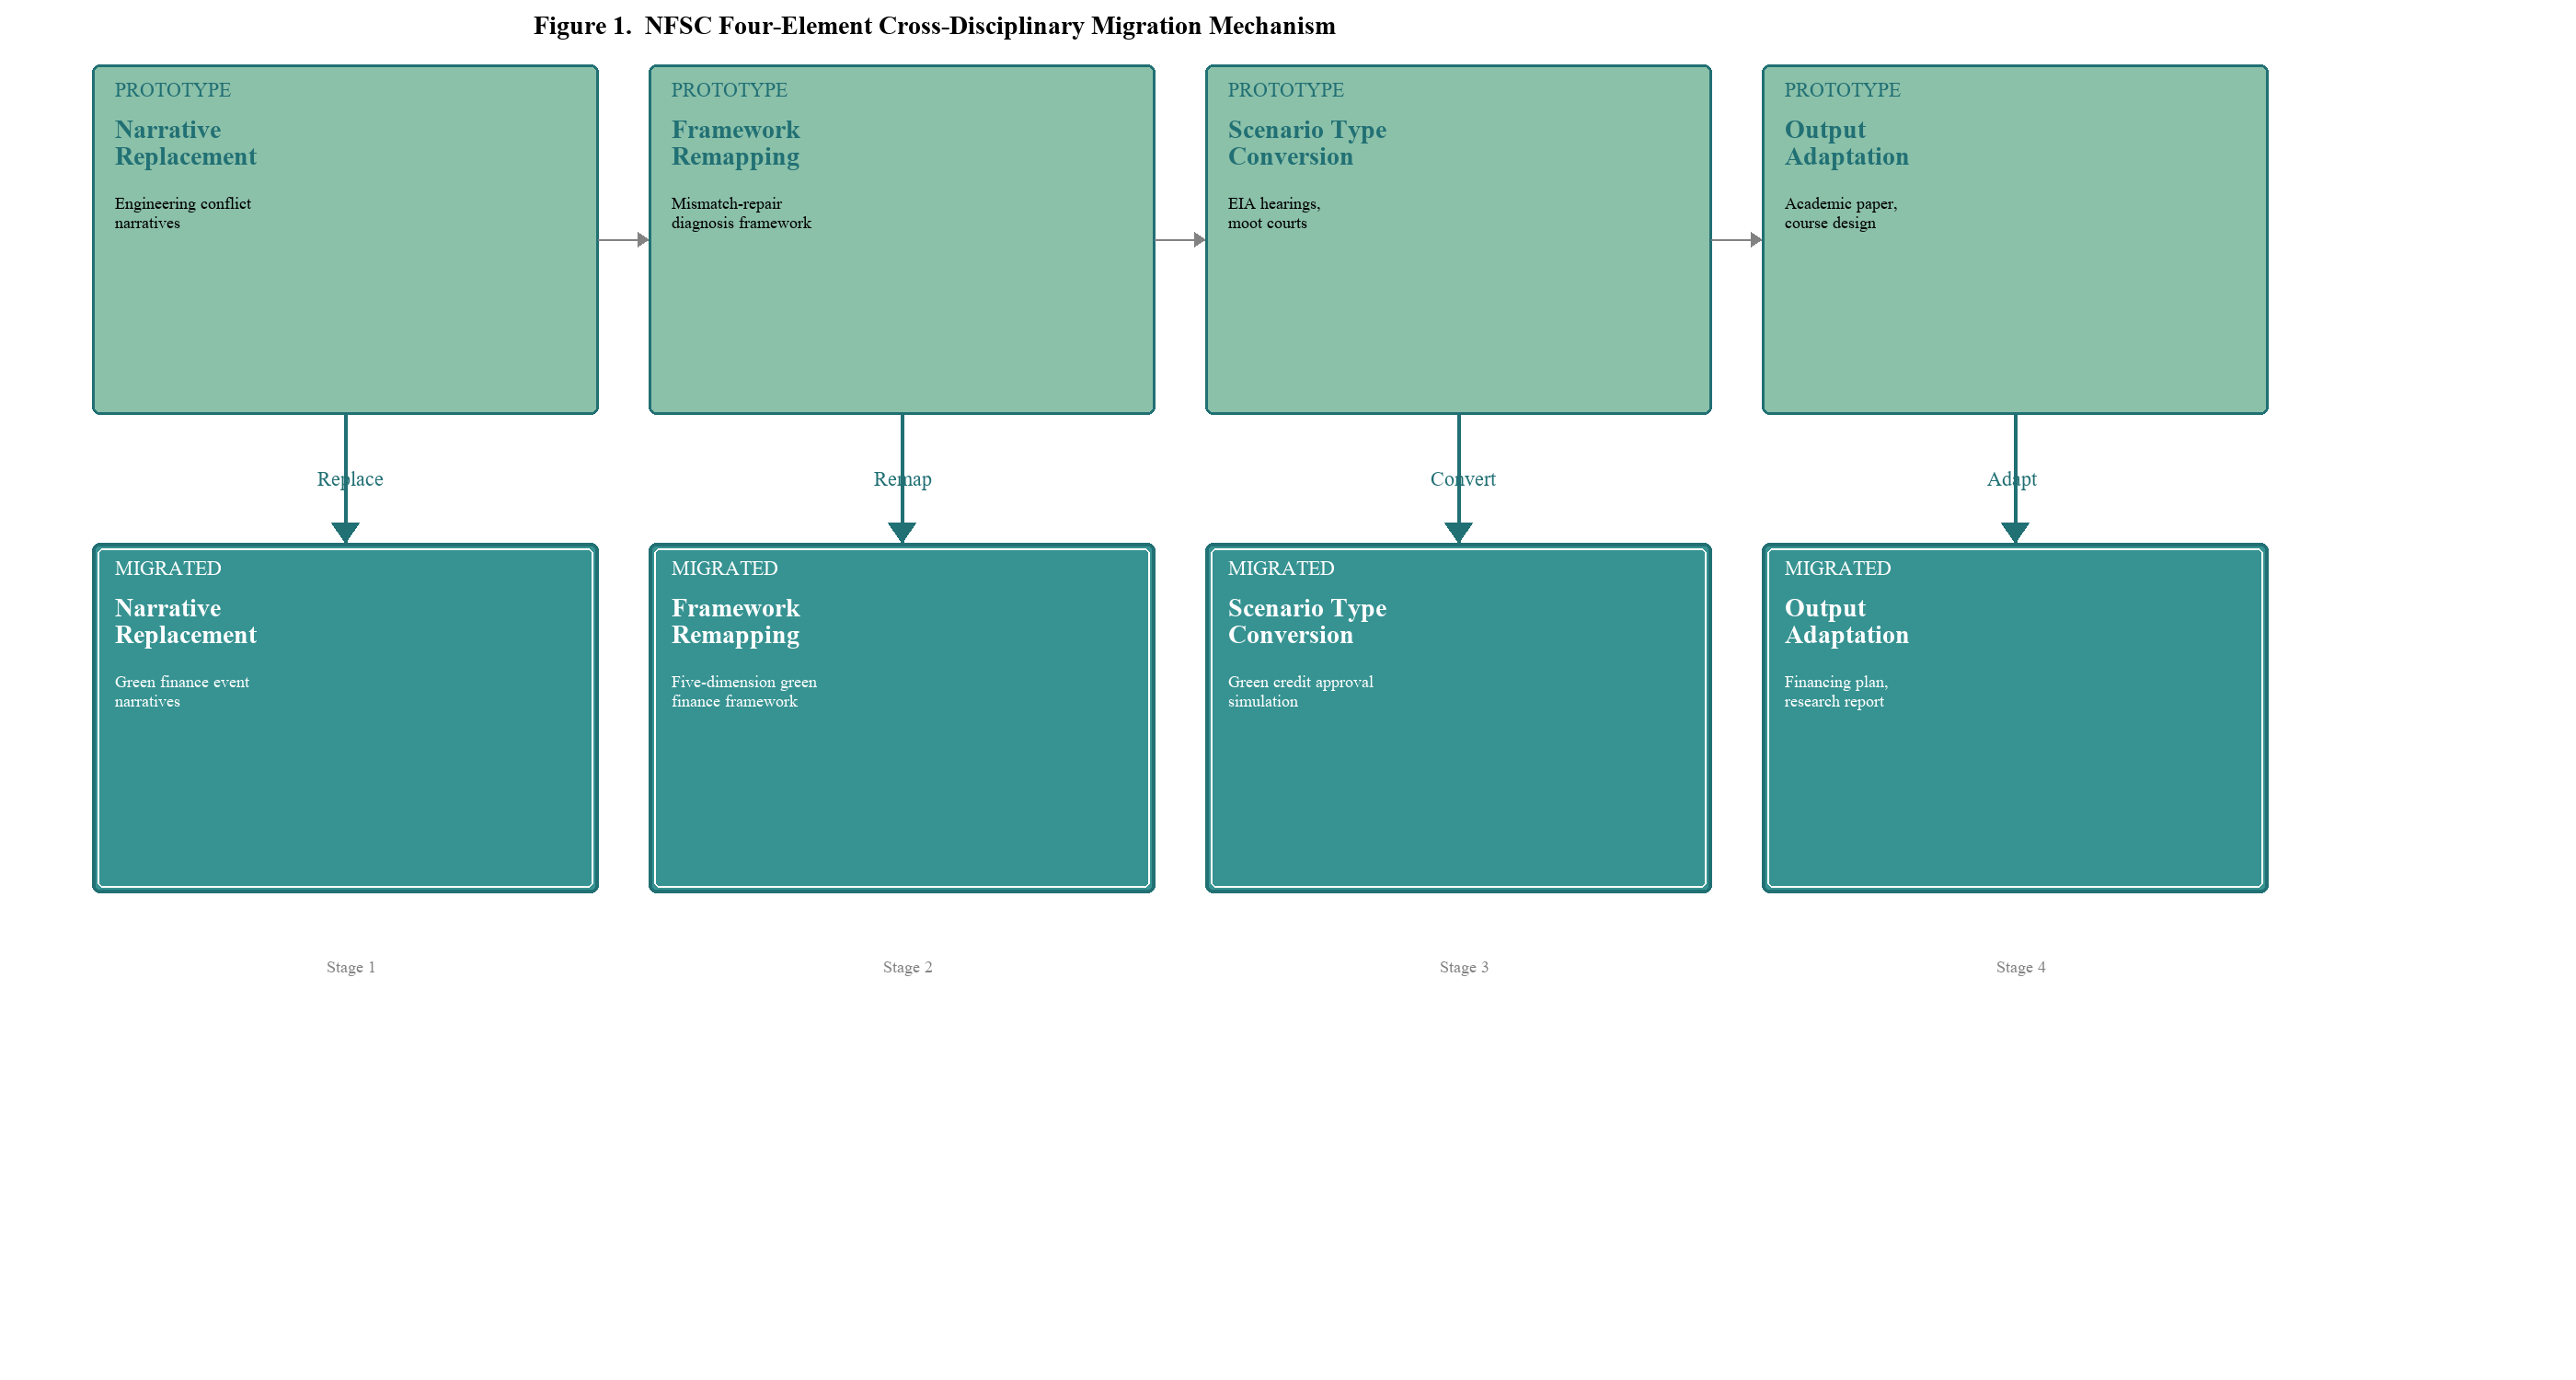 Figure 1.  NFSC Four-Element Cross-Disciplinary Migration Mechanism
PROTOTYPE
Narrative
Replacement
Engineering conflict
narratives
PROTOTYPE
Framework
Remapping
Mismatch-repair
diagnosis framework
PROTOTYPE
Scenario Type
Conversion
EIA hearings,
moot courts
PROTOTYPE
Output
Adaptation
Academic paper,
course design
Replace
Remap
Convert
Adapt
MIGRATED
Narrative
Replacement
Green finance event
narratives
MIGRATED
Framework
Remapping
Five-dimension green
finance framework
MIGRATED
Scenario Type
Conversion
Green credit approval
simulation
MIGRATED
Output
Adaptation
Financing plan,
research report
Stage 1
Stage 2
Stage 3
Stage 4